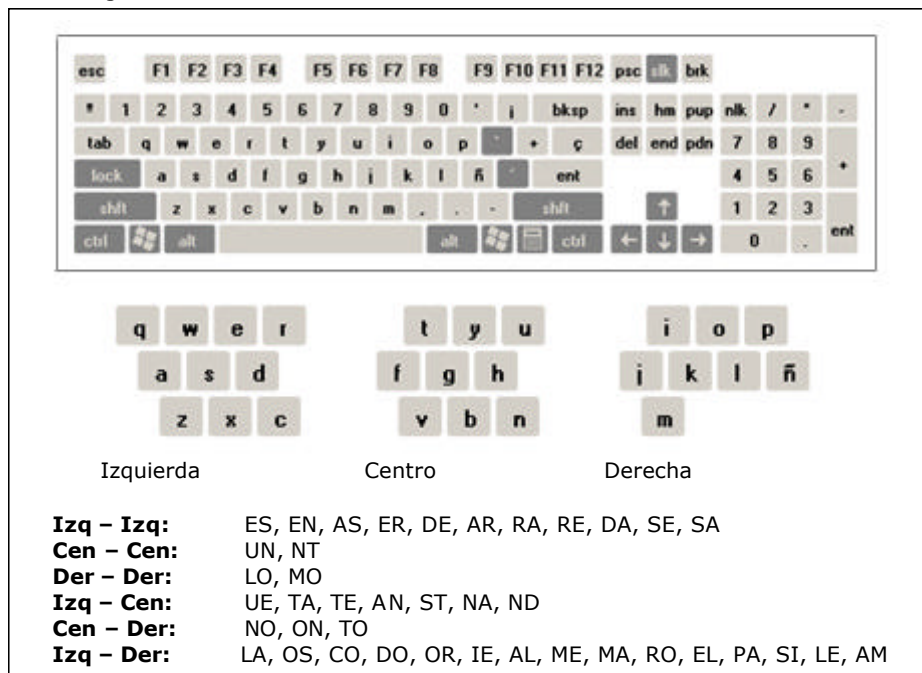 esc F1 F2 F3 F4 F5 F6 F7 F8 F9 F10 F11 F12 psc slk brk
1 2 3 4 5 6 7 8 9 0 ' ¡ bksp ins hm pup nlk / * -
tab q w e r t y u i o p ` + ç del end pdn 7 8 9 +
lock a s d f g h j k l ñ ´ ent 4 5 6
shft z x c v b n m , . - shft ↑ 1 2 3 ent
ctrl alt alt ctrl ← ↓ → 0 .
q w e r t y u i o p
a s d f g h j k l ñ
z x c v b n m
Izquierda Centro Derecha
Izq – Izq: ES, EN, AS, ER, DE, AR, RA, RE, DA, SE, SA
Cen – Cen: UN, NT
Der – Der: LO, MO
Izq – Cen: UE, TA, TE, AN, ST, NA, ND
Cen – Der: NO, ON, TO
Izq – Der: LA, OS, CO, DO, OR, IE, AL, ME, MA, RO, EL, PA, SI, LE, AM